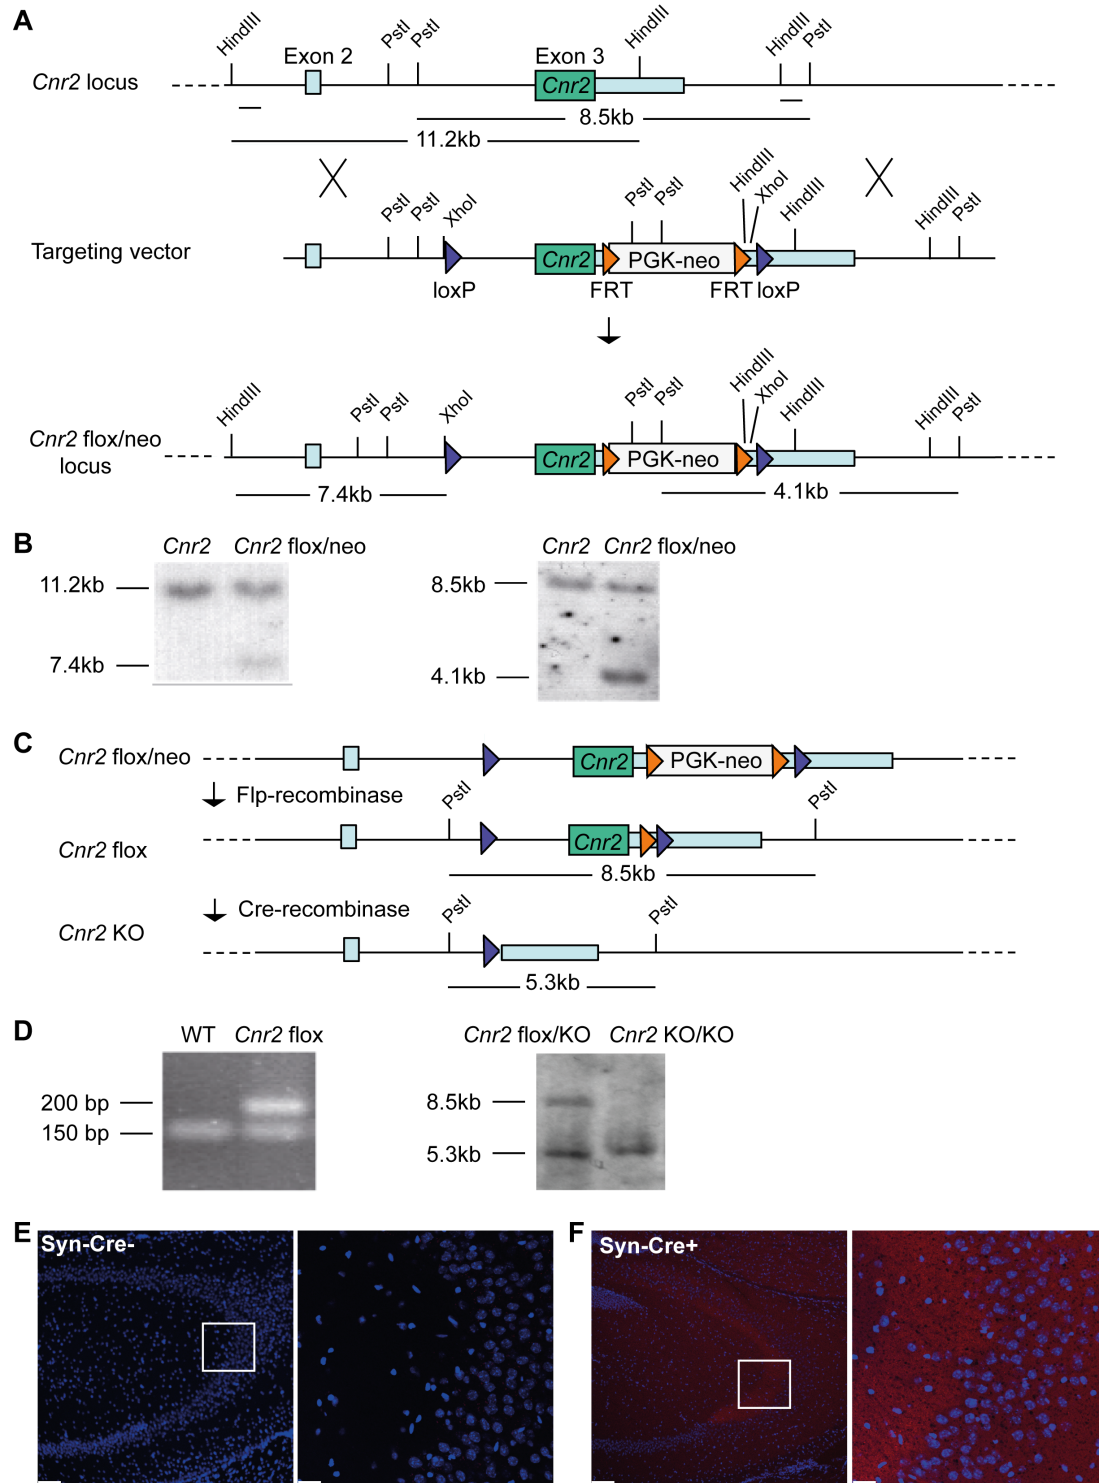 A
HindIII
Exon 2
PstI
PstI
Exon 3
HindIII
HindIII
PstI
Cnr2 locus
Cnr2
8.5kb
11.2kb
PstI
PstI
XhoI
PstI
PstI
HindIII
XhoI
HindIII
HindIII
PstI
Targeting vector
Cnr2
PGK-neo
loxP
FRT
FRT
loxP
HindIII
PstI
PstI
XhoI
PstI
PstI
HindIII
XhoI
HindIII
HindIII
PstI
Cnr2 flox/neo
locus
Cnr2
PGK-neo
7.4kb
4.1kb
B
Cnr2
Cnr2 flox/neo
11.2kb
7.4kb
Cnr2
Cnr2 flox/neo
8.5kb
4.1kb
C
Cnr2 flox/neo
Cnr2
PGK-neo
Flp-recombinase
PstI
PstI
Cnr2 flox
Cnr2
8.5kb
Cre-recombinase
PstI
PstI
Cnr2 KO
5.3kb
D
WT
Cnr2 flox
200 bp
150 bp
Cnr2 flox/KO
Cnr2 KO/KO
8.5kb
5.3kb
E
Syn-Cre-
F
Syn-Cre+